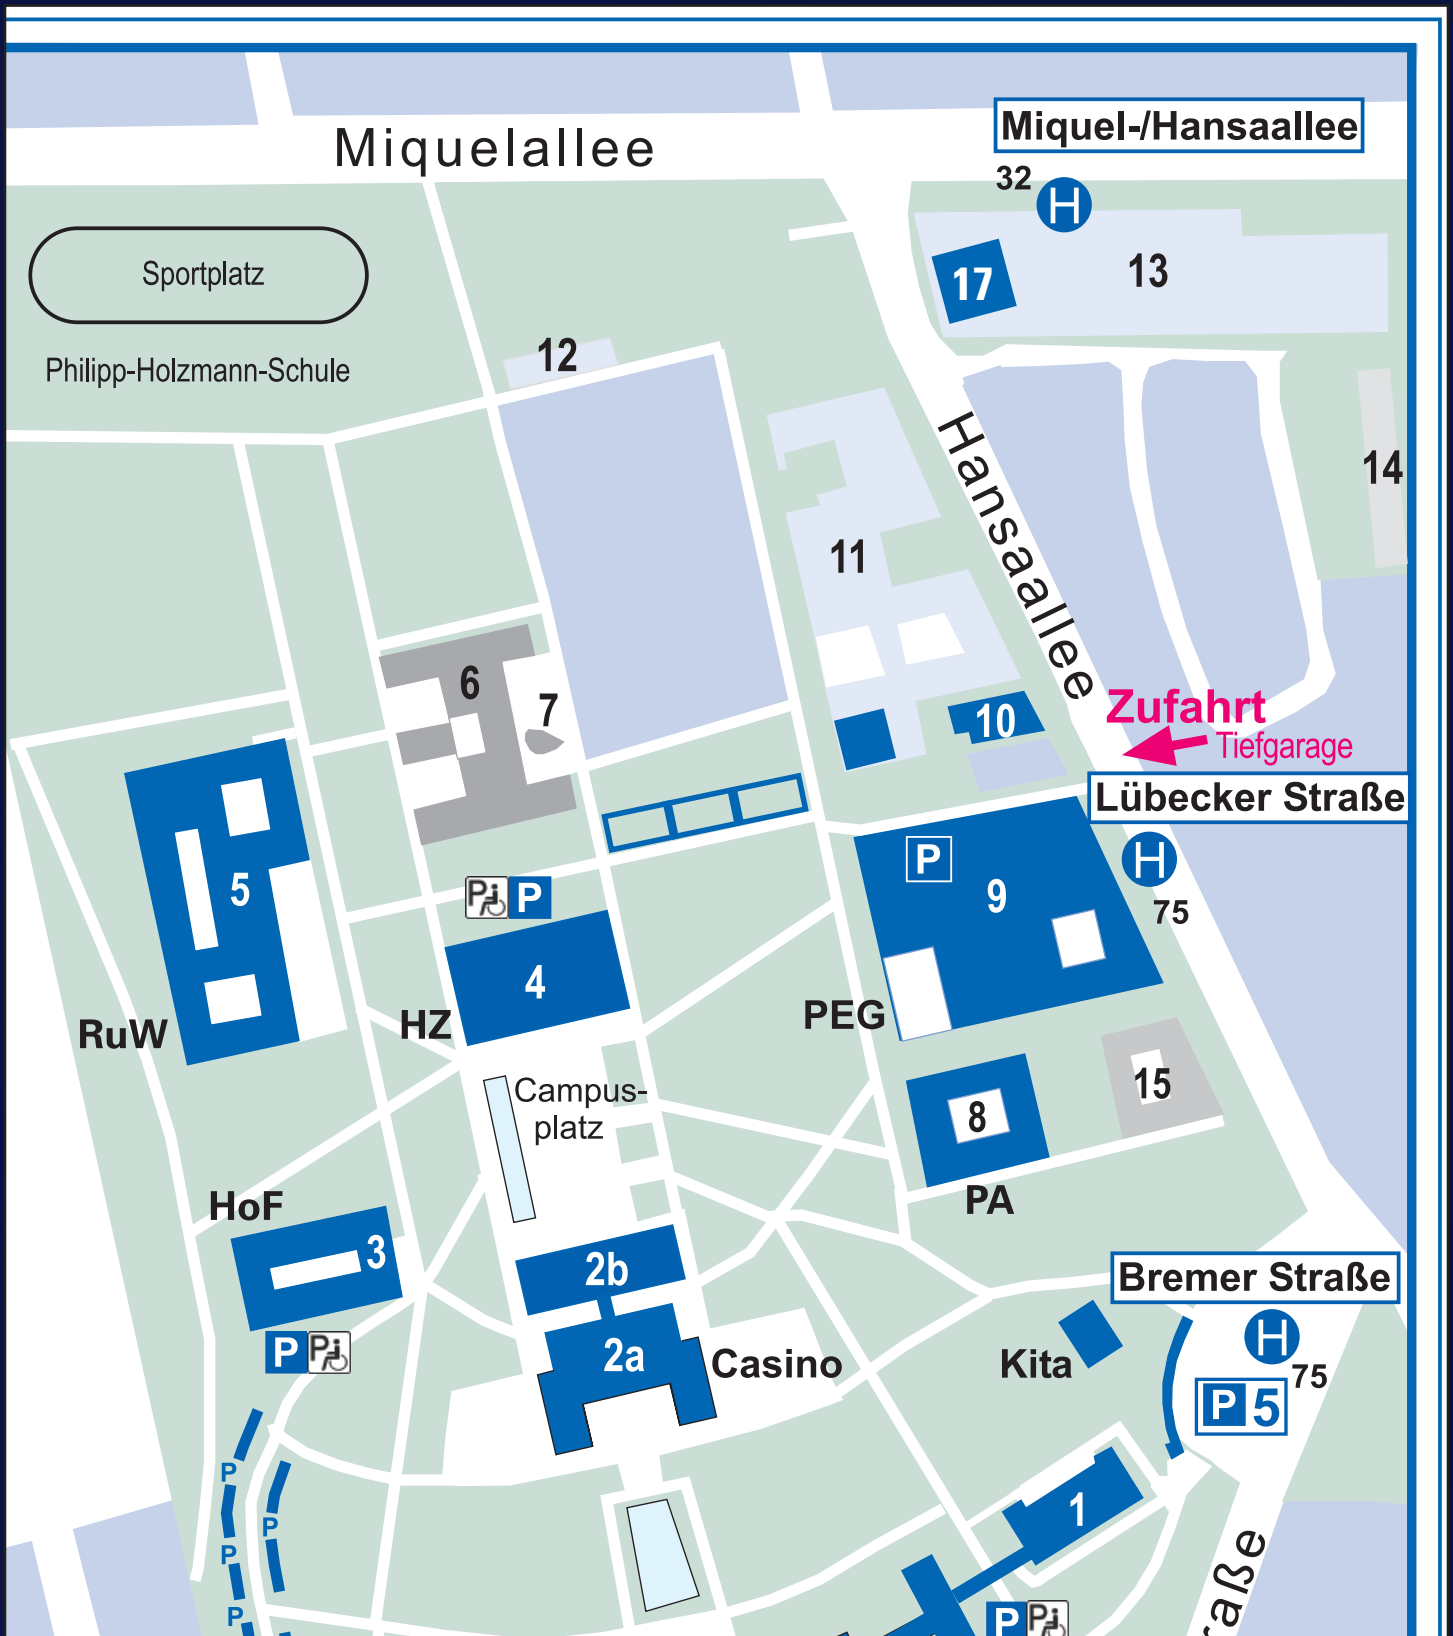 Miquel-/Hansaallee
Miquelallee
32
H
Sportplatz
17
13
12
Philipp-Holzmann-Schule
Hansaallee
14
11
6
7
10
Zufahrt
Tiefgarage
Lübecker Straße
P
H
5
P
P
9
75
4
HZ
PEG
RuW
Campus-
platz
15
8
HoF
PA
3
2b
Bremer Straße
H
P
P
2a
Casino
Kita
75
P 5
P
1
P
P
P
P
P
raße